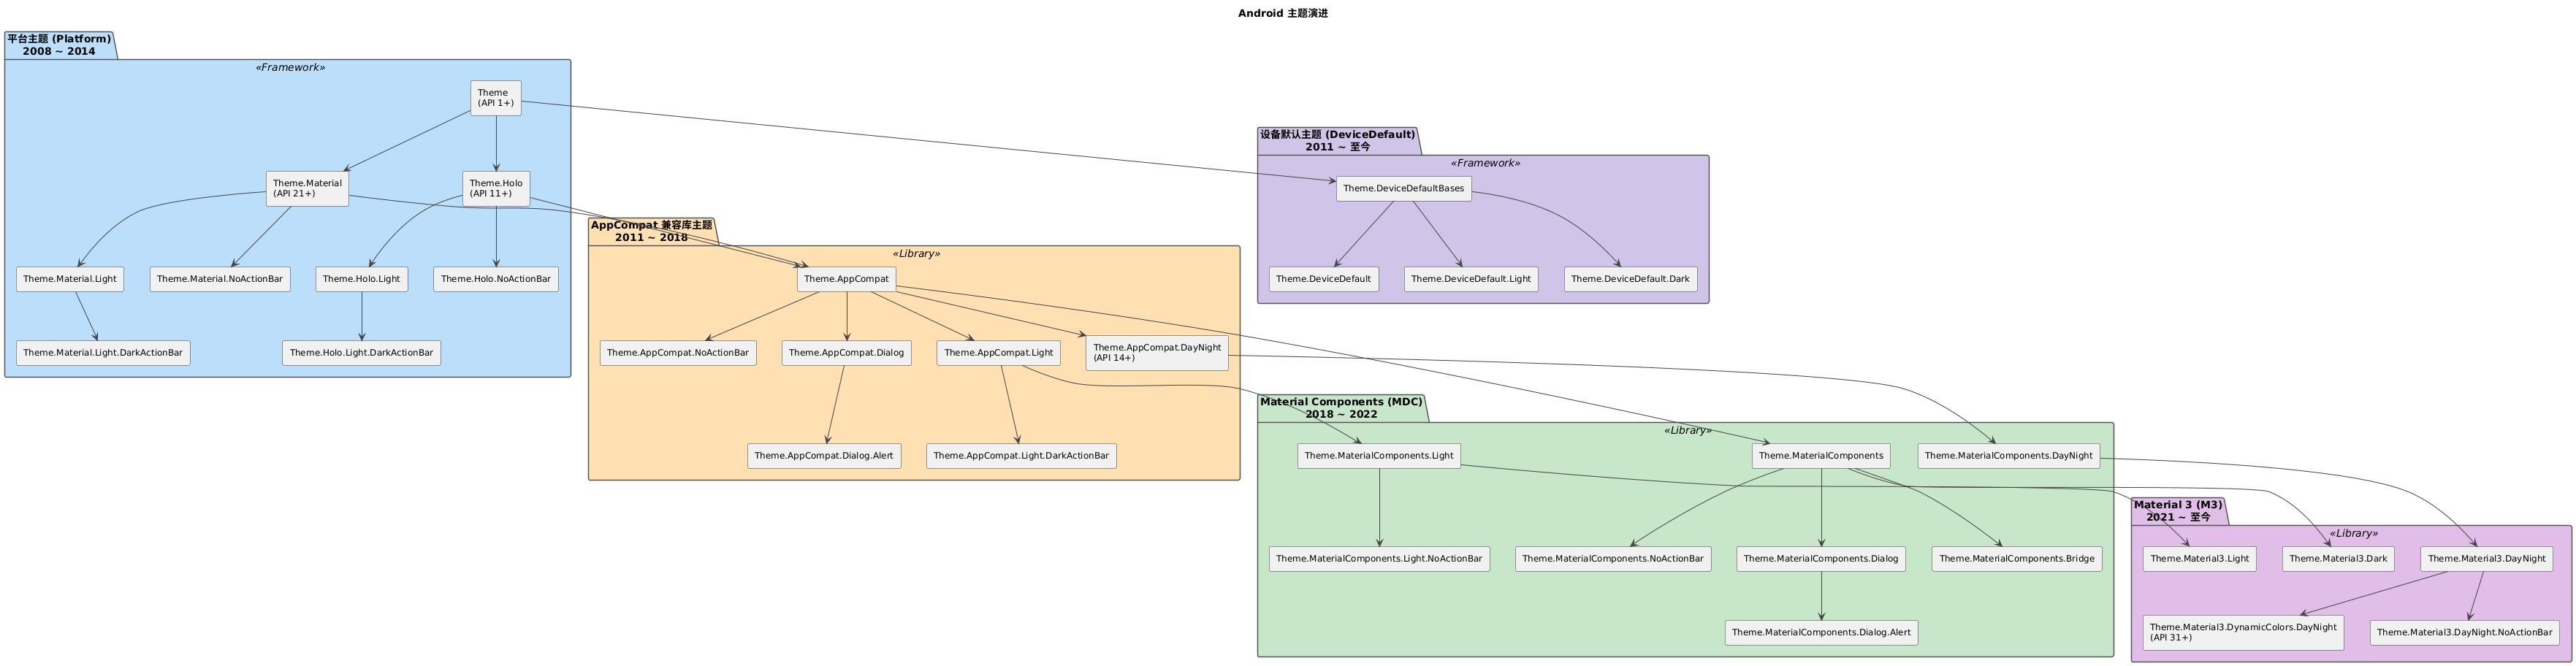 Android 主题演进
平台主题 (Platform)
2008 ~ 2014
«Framework»
Theme
(API 1+)
Theme.Material
(API 21+)
Theme.Holo
(API 11+)
Theme.Material.Light
Theme.Material.NoActionBar
Theme.Holo.Light
Theme.Holo.NoActionBar
Theme.Material.Light.DarkActionBar
Theme.Holo.Light.DarkActionBar
设备默认主题 (DeviceDefault)
2011 ~ 至今
«Framework»
Theme.DeviceDefaultBases
Theme.DeviceDefault
Theme.DeviceDefault.Light
Theme.DeviceDefault.Dark
AppCompat 兼容库主题
2011 ~ 2018
«Library»
Theme.AppCompat
Theme.AppCompat.NoActionBar
Theme.AppCompat.Dialog
Theme.AppCompat.Light
Theme.AppCompat.DayNight
(API 14+)
Theme.AppCompat.Dialog.Alert
Theme.AppCompat.Light.DarkActionBar
Material Components (MDC)
2018 ~ 2022
«Library»
Theme.MaterialComponents.Light
Theme.MaterialComponents
Theme.MaterialComponents.DayNight
Theme.MaterialComponents.Light.NoActionBar
Theme.MaterialComponents.NoActionBar
Theme.MaterialComponents.Dialog
Theme.MaterialComponents.Bridge
Theme.MaterialComponents.Dialog.Alert
Material 3 (M3)
2021 ~ 至今
«Library»
Theme.Material3.Light
Theme.Material3.Dark
Theme.Material3.DayNight
Theme.Material3.DynamicColors.DayNight
(API 31+)
Theme.Material3.DayNight.NoActionBar